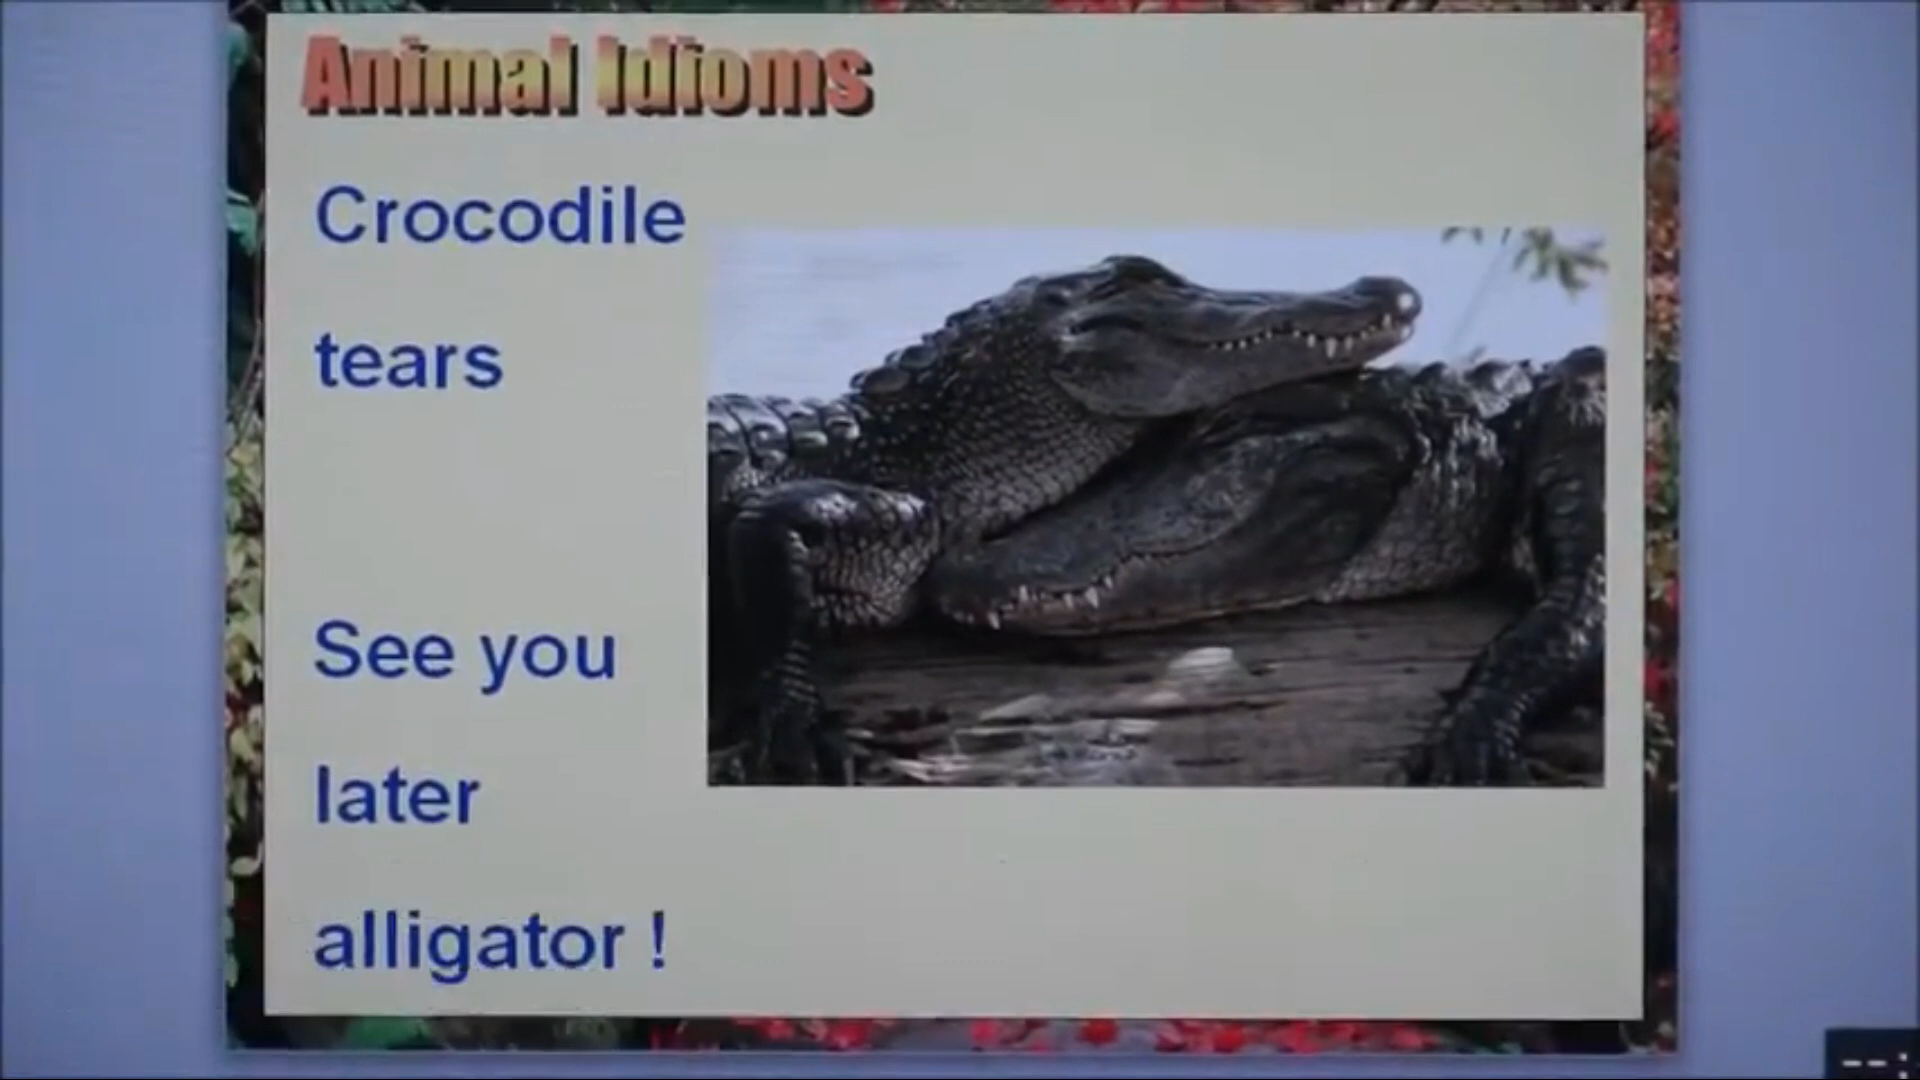 Animal Idioms
Crocodile
tears
See you
later
alligator !
--: